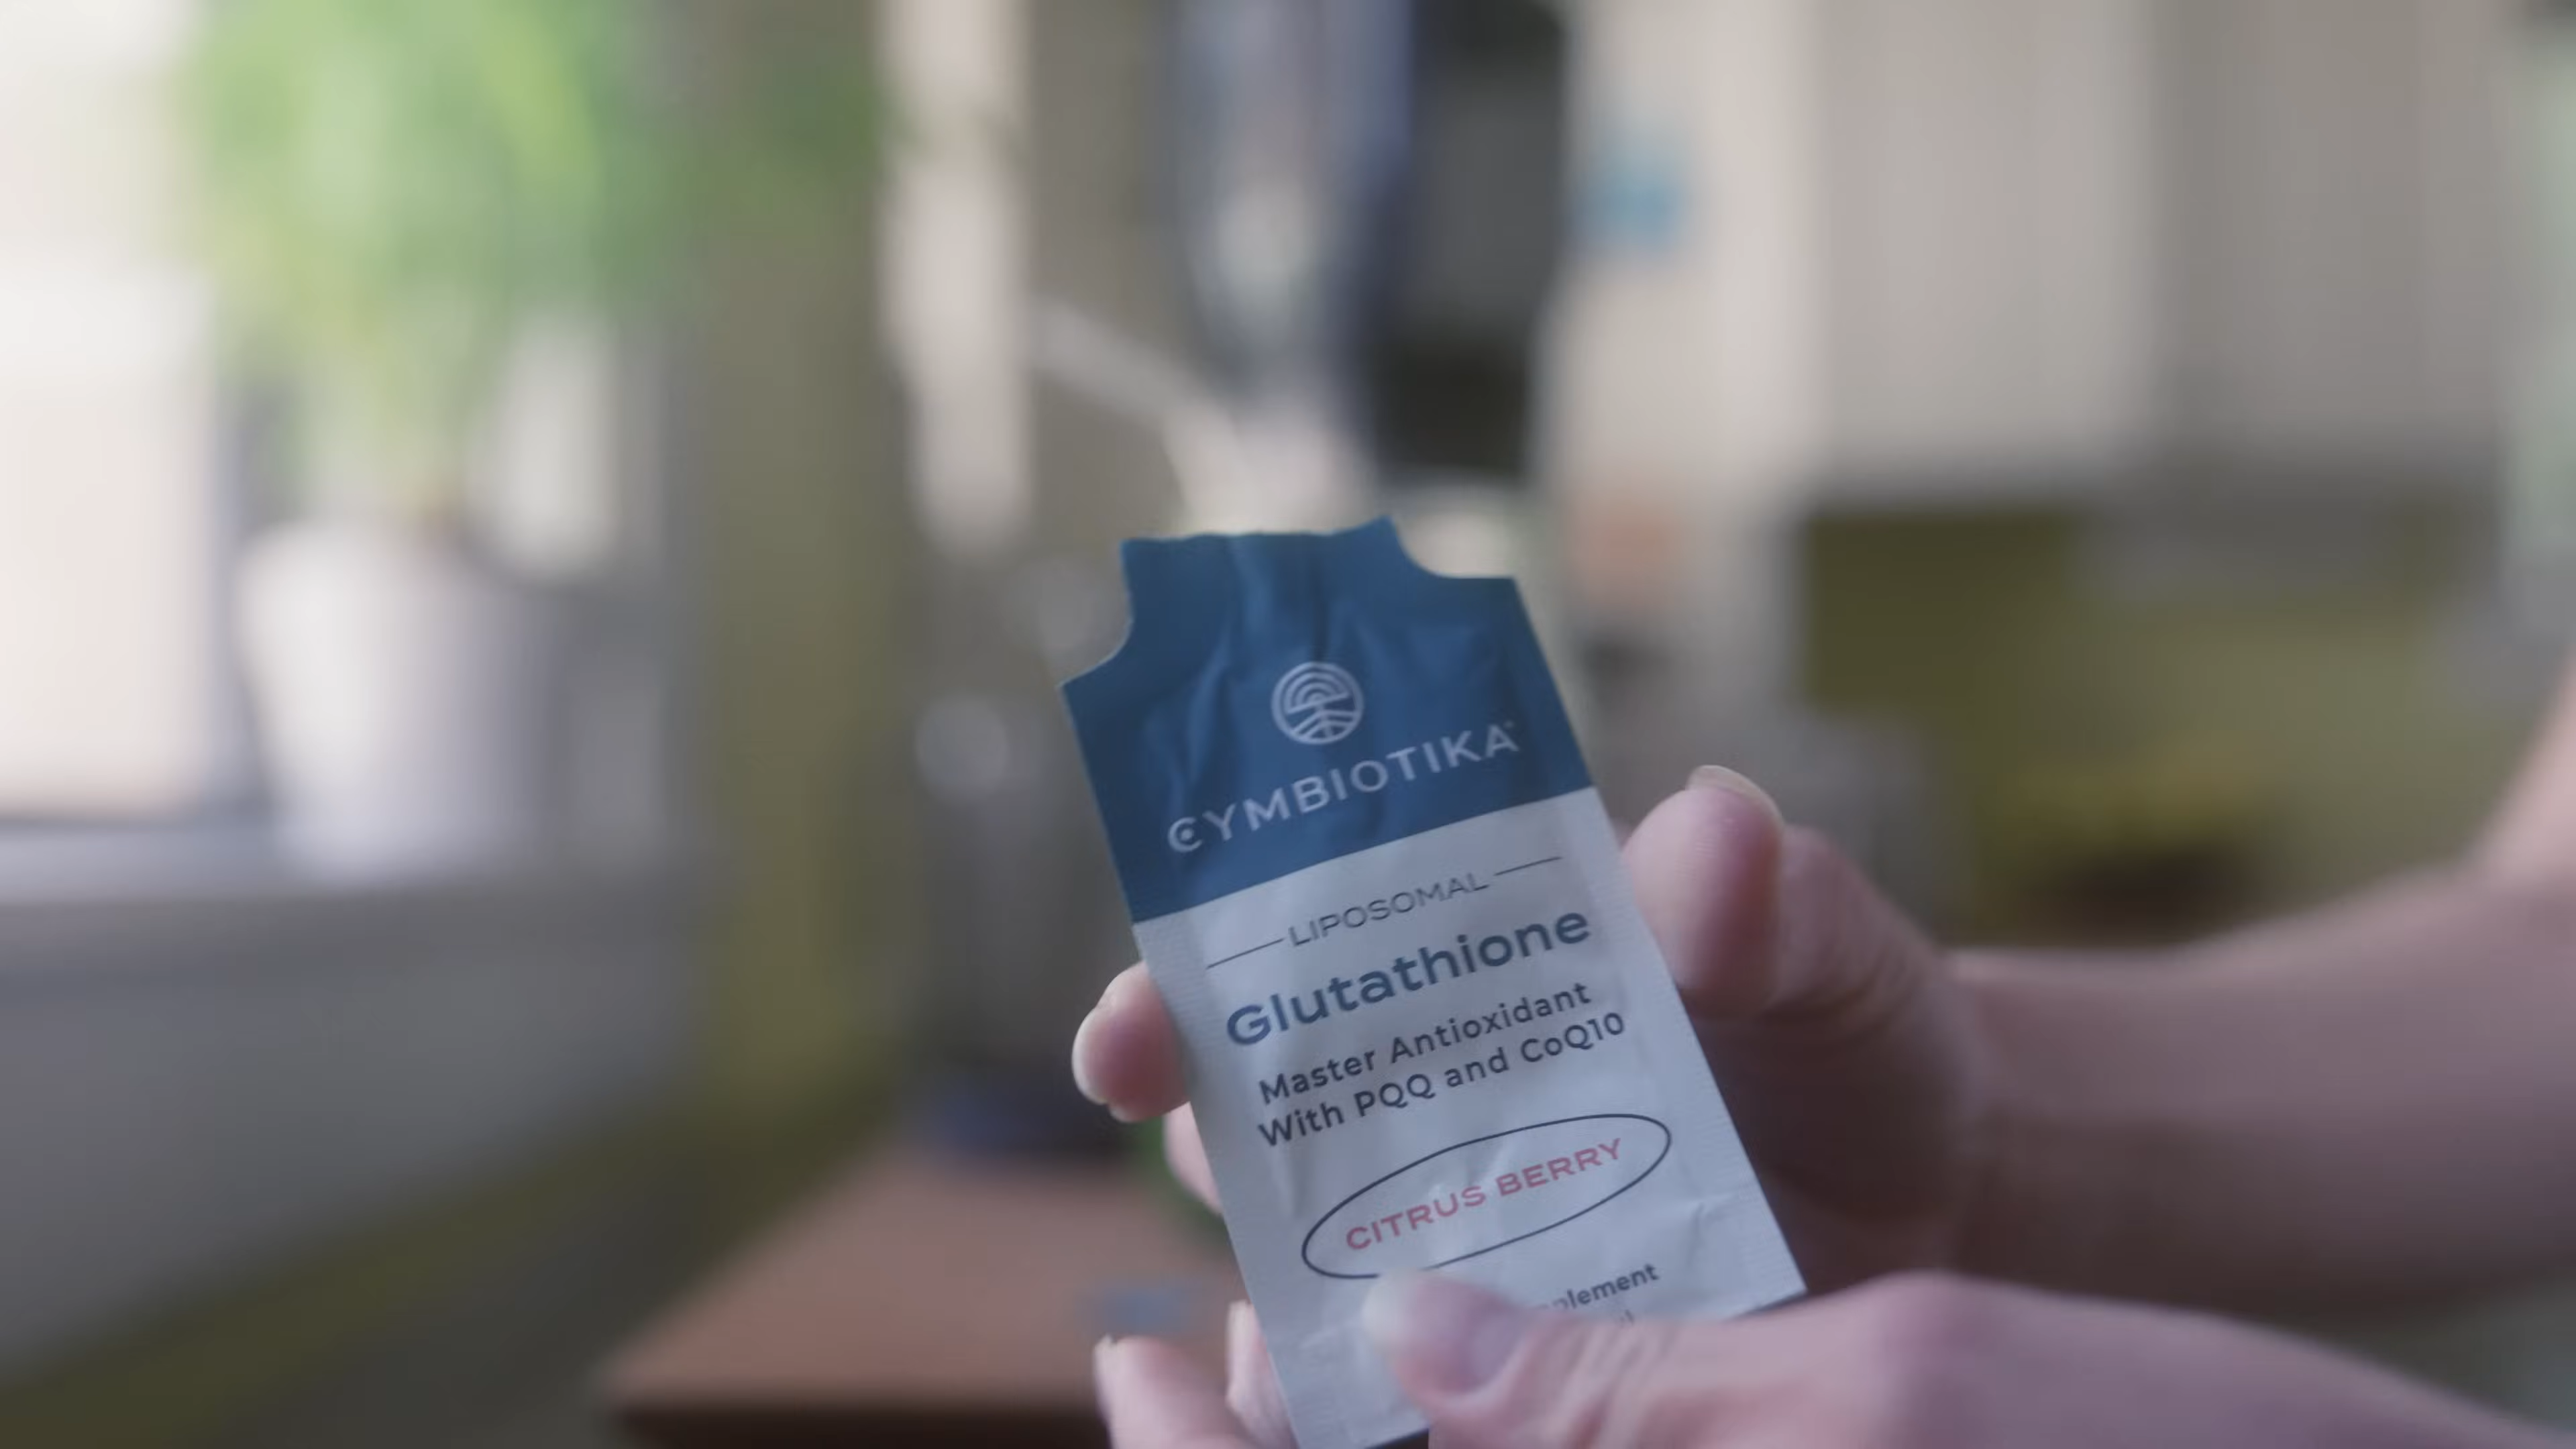 CYMBIOTIKA
LIPOSOMAL
Glutathione
Master Antioxidant
With PQQ and CoQ10
CITRUS BERRY